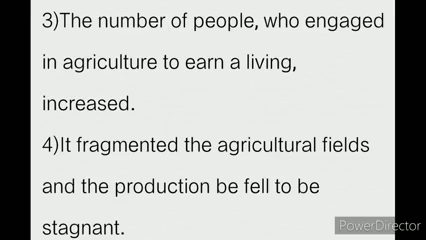 3)The number of people, who engaged
in agriculture to earn a living,
increased.
4)It fragmented the agricultural fields
and the production be fell to be
stagnant.
PowerDirector